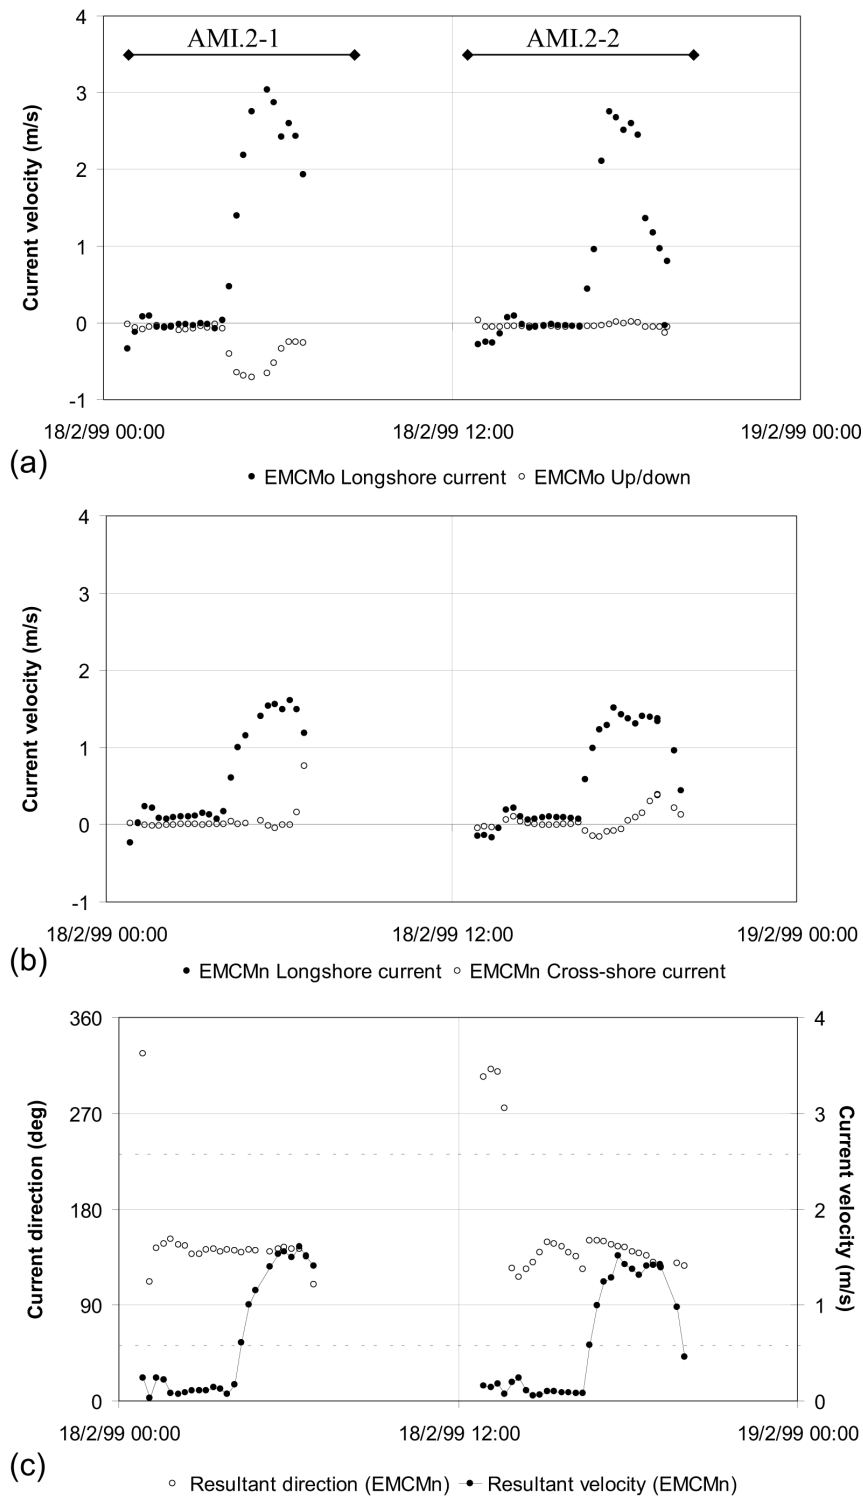 4
AMI.2-1 AMI.2-2
3
2
1
0
-1
Current velocity (m/s)
18/2/99 00:00 18/2/99 12:00 19/2/99 00:00
(a)
● EMCMo Longshore current ○ EMCMo Up/down
4
3
2
1
0
-1
Current velocity (m/s)
18/2/99 00:00 18/2/99 12:00 19/2/99 00:00
(b)
● EMCMn Longshore current ○ EMCMn Cross-shore current
360 4
270 3
180 2
90 1
0 0
Current direction (deg)
Current velocity (m/s)
18/2/99 00:00 18/2/99 12:00 19/2/99 00:00
(c)
○ Resultant direction (EMCMn) ● Resultant velocity (EMCMn)